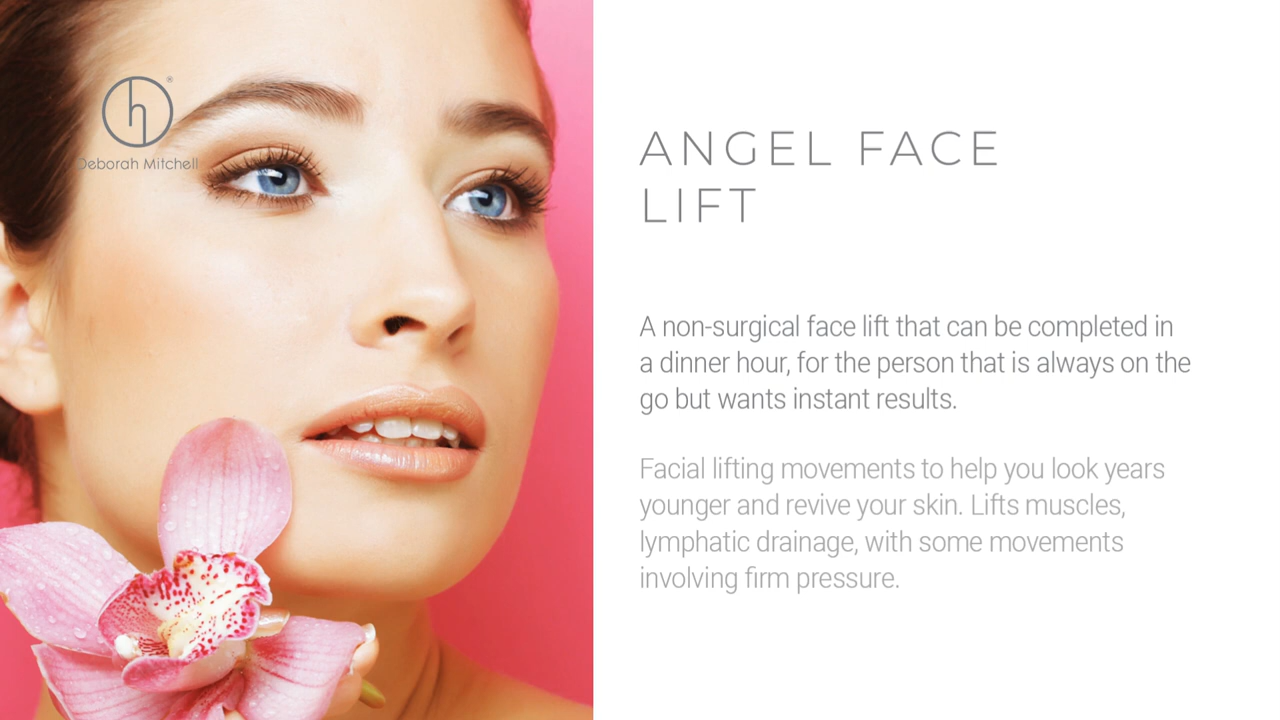 h®
Deborah Mitchell
ANGEL FACE
LIFT
A non-surgical face lift that can be completed in
a dinner hour, for the person that is always on the
go but wants instant results.
Facial lifting movements to help you look years
younger and revive your skin. Lifts muscles,
lymphatic drainage, with some movements
involving firm pressure.